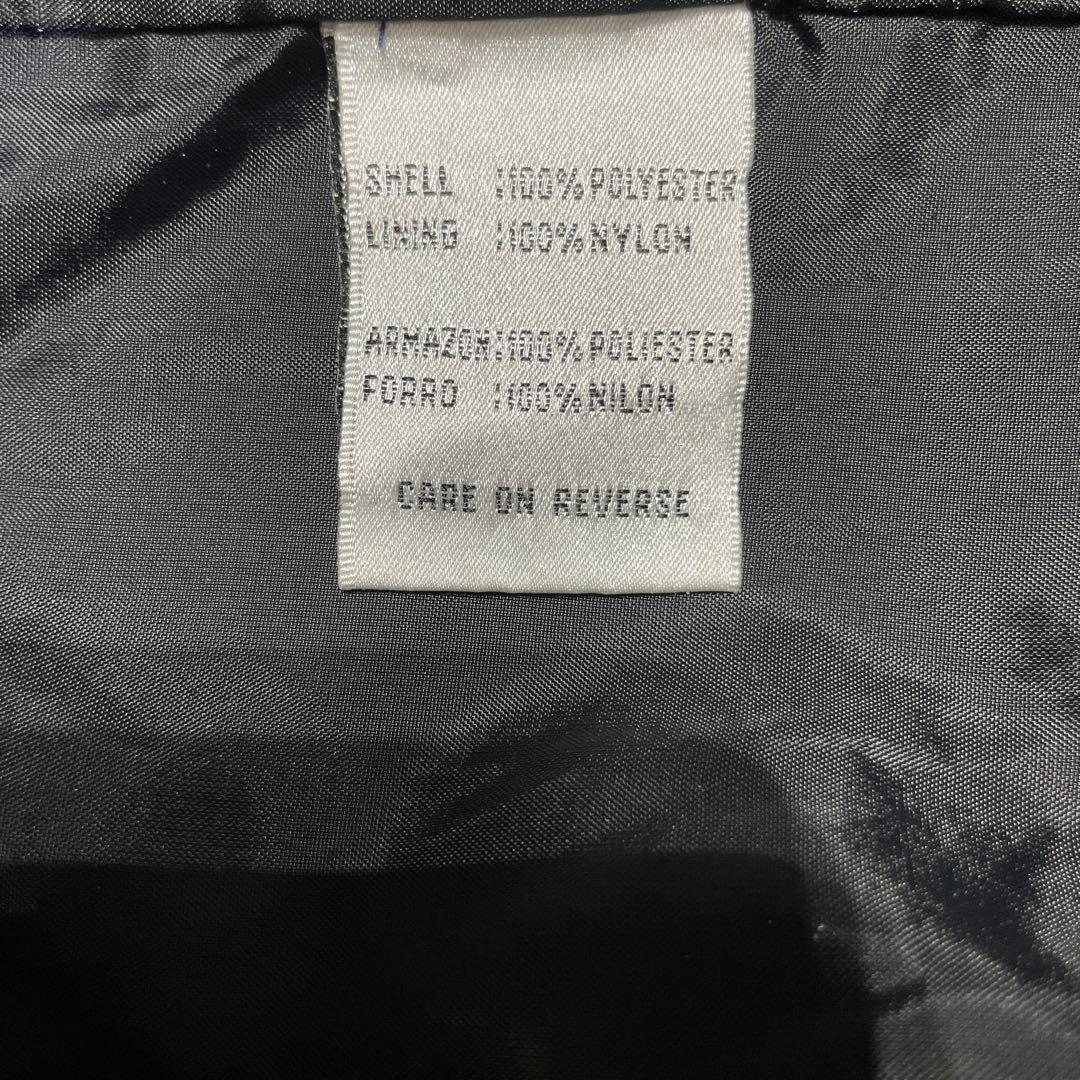 SHELL :100% POLYESTER
LINING :100% NYLON
ARMAZON:100% POLIESTER
FORRO :100% NILON
CARE ON REVERSE